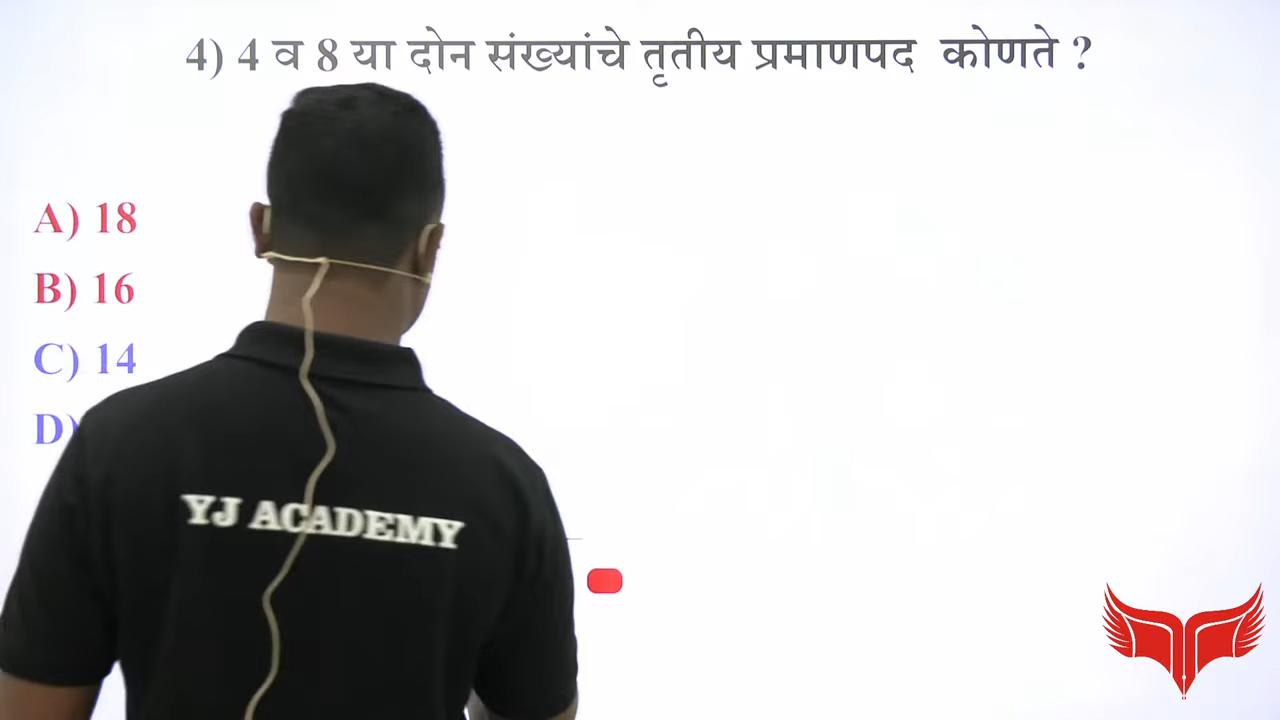 4) 4 व 8 या दोन संख्यांचे तृतीय प्रमाणपद कोणते ?
A) 18
B) 16
C) 14
D)
YJ ACADEMY